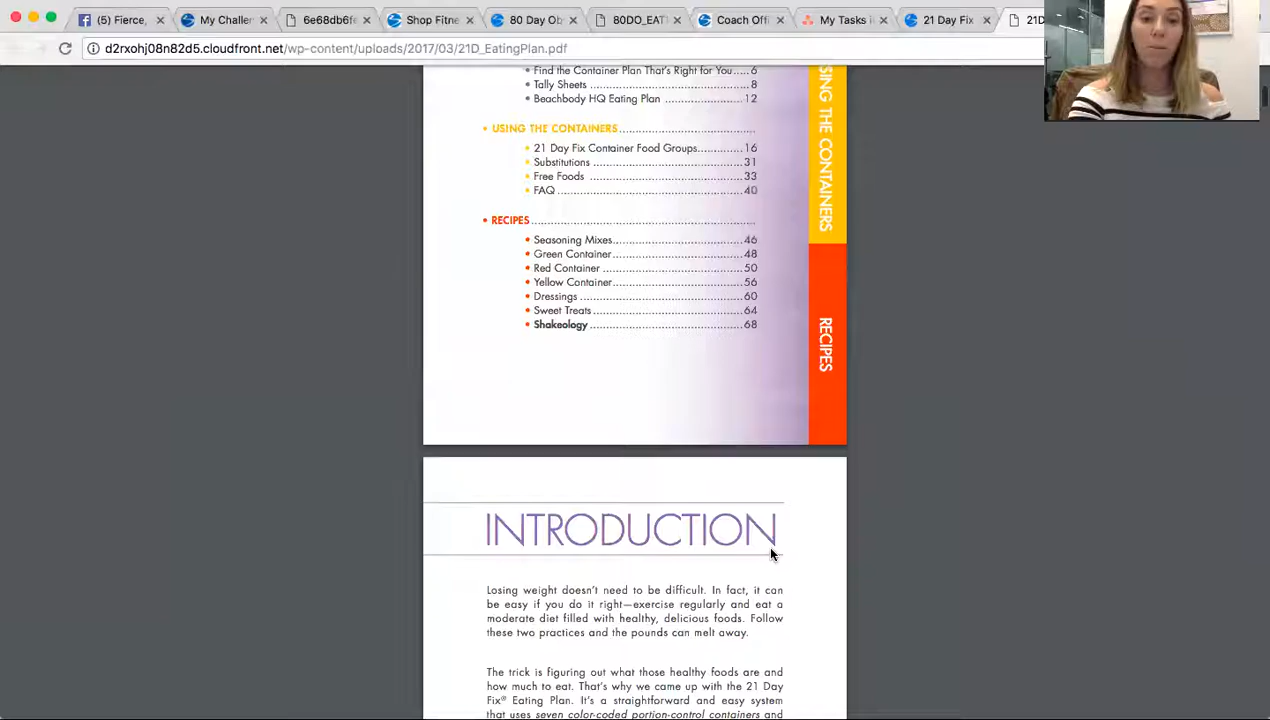 (5) Fierce,
My Challen
6e68db6fe
Shop Fitne
80 Day Ob
80DO_EAT
Coach Offi
My Tasks i
21 Day Fix
21D
d2rxohj08n82d5.cloudfront.net/wp-content/uploads/2017/03/21D_EatingPlan.pdf
• Find the Container Plan That's Right for You.....6
• Tally Sheets ..........................................8
• Beachbody HQ Eating Plan .......................12
• USING THE CONTAINERS..................................
• 21 Day Fix Container Food Groups.............16
• Substitutions .........................................31
• Free Foods ...........................................33
• FAQ ...................................................40
• RECIPES........................................................
• Seasoning Mixes....................................46
• Green Container....................................48
• Red Container ......................................50
• Yellow Container....................................56
• Dressings .............................................60
• Sweet Treats .........................................64
• Shakeology ..........................................68
SING THE CONTAINERS
RECIPES
INTRODUCTION
Losing weight doesn't need to be difficult. In fact, it can
be easy if you do it right—exercise regularly and eat a
moderate diet filled with healthy, delicious foods. Follow
these two practices and the pounds can melt away.
The trick is figuring out what those healthy foods are and
how much to eat. That's why we came up with the 21 Day
Fix® Eating Plan. It's a straightforward and easy system
that uses seven color-coded portion-control containers and